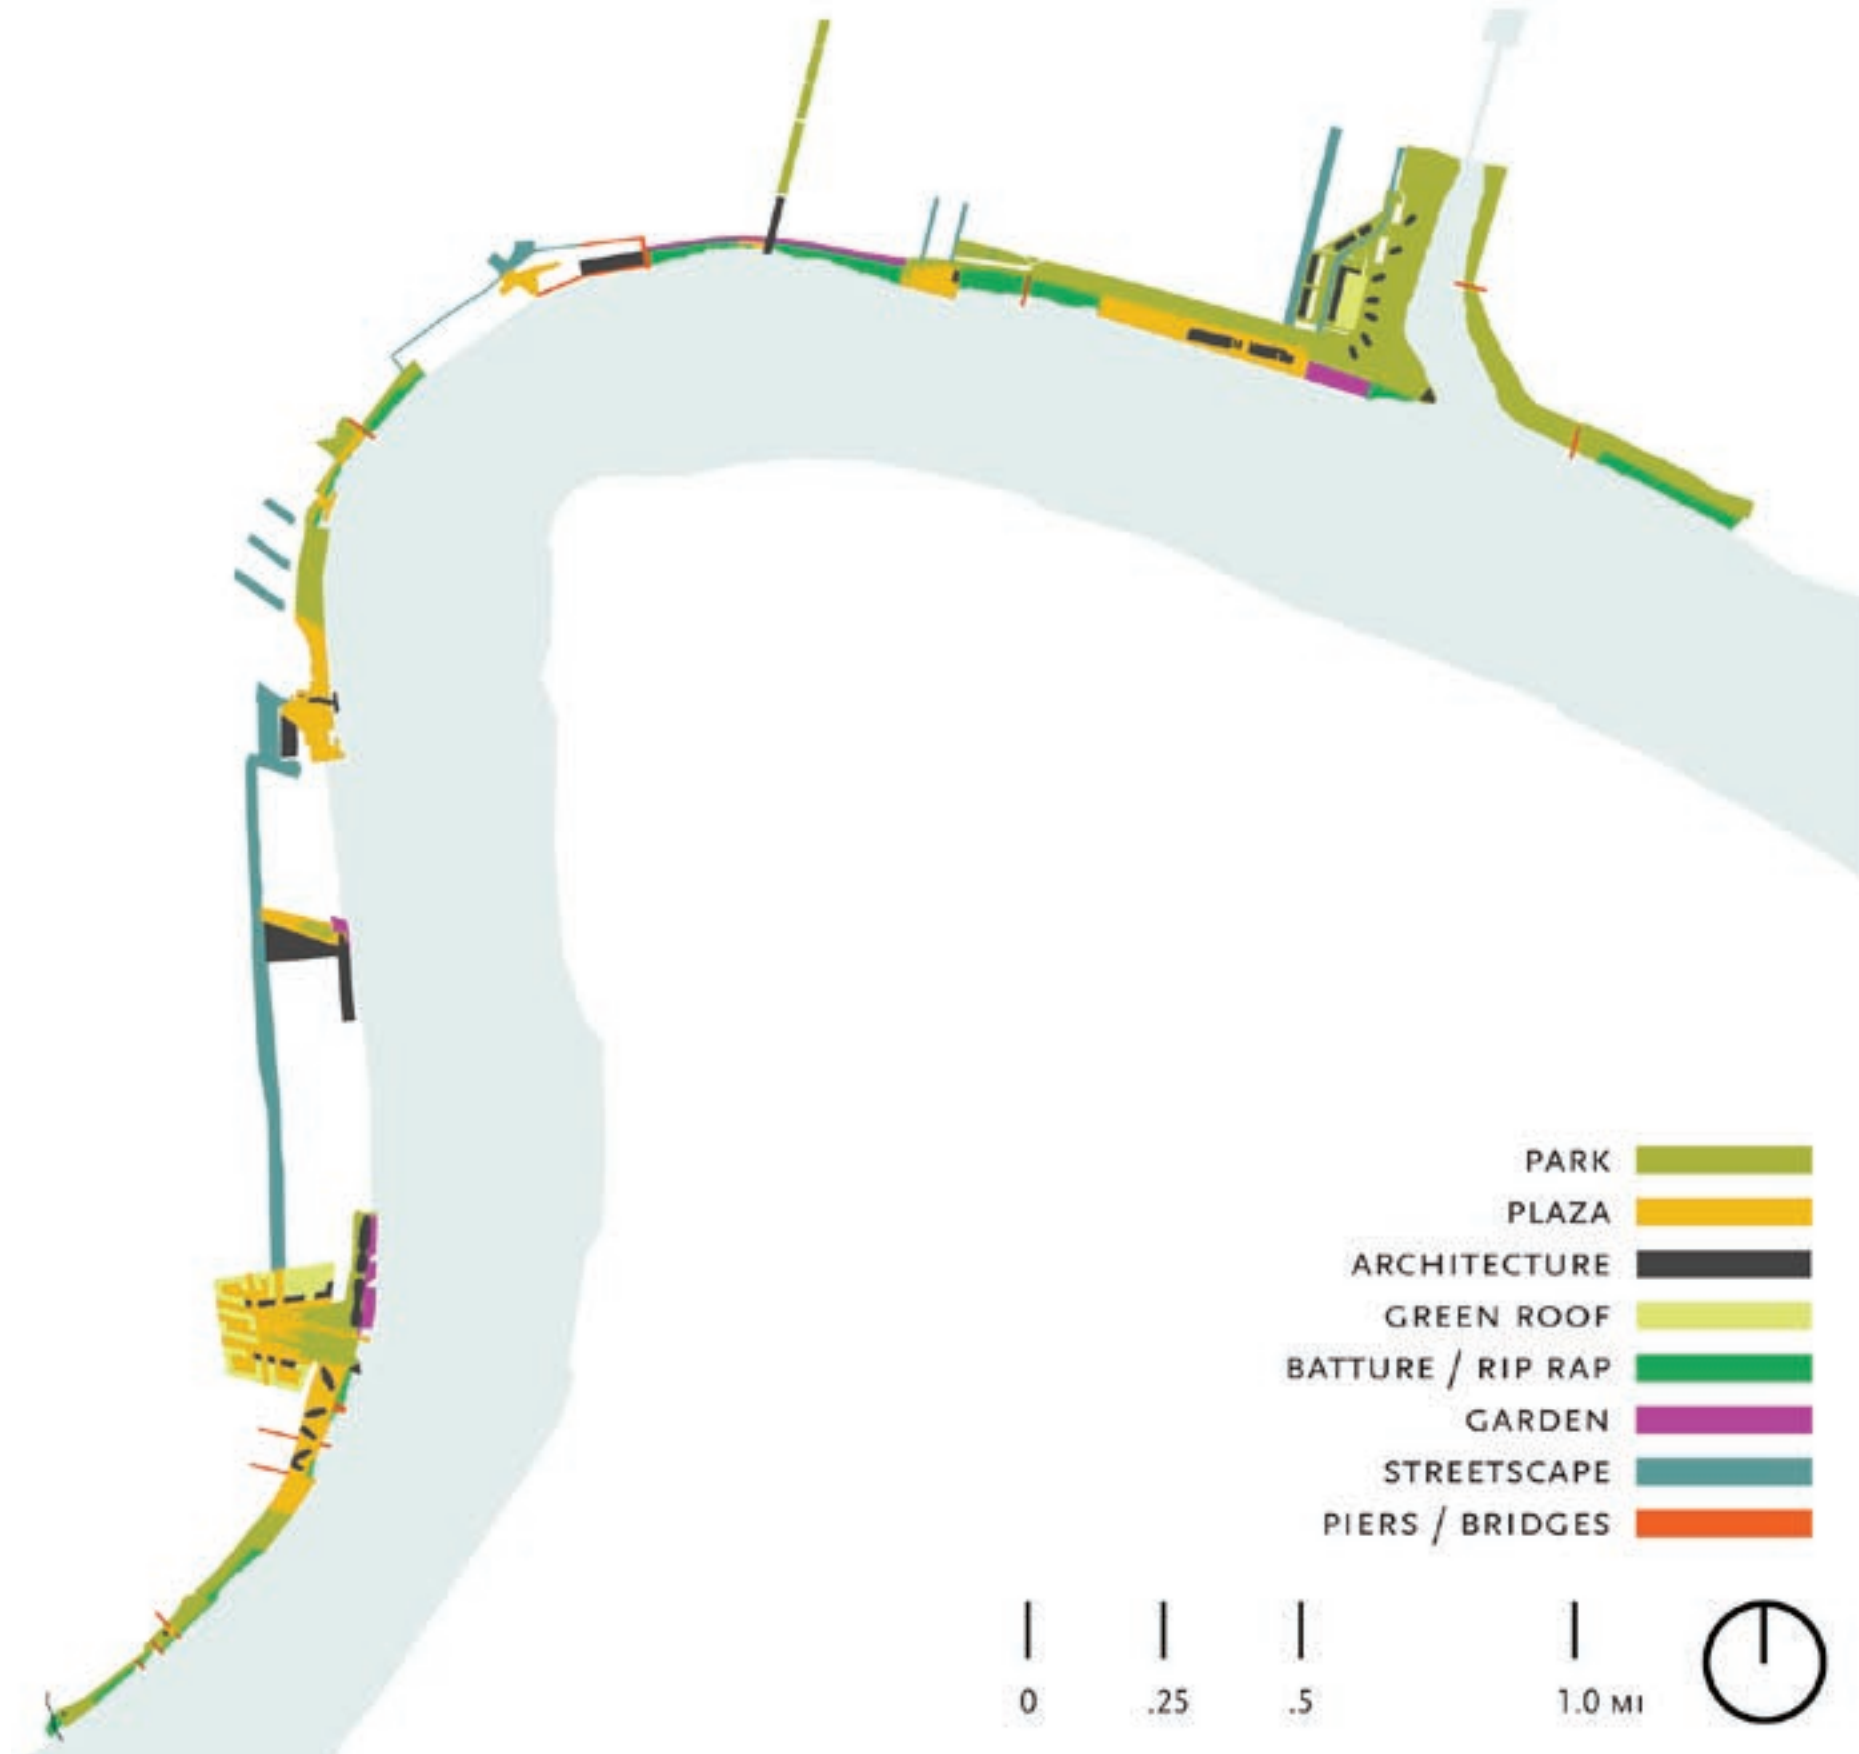 PARK
PLAZA
ARCHITECTURE
GREEN ROOF
BATTURE / RIP RAP
GARDEN
STREETSCAPE
PIERS / BRIDGES
0 .25 .5 1.0 MI